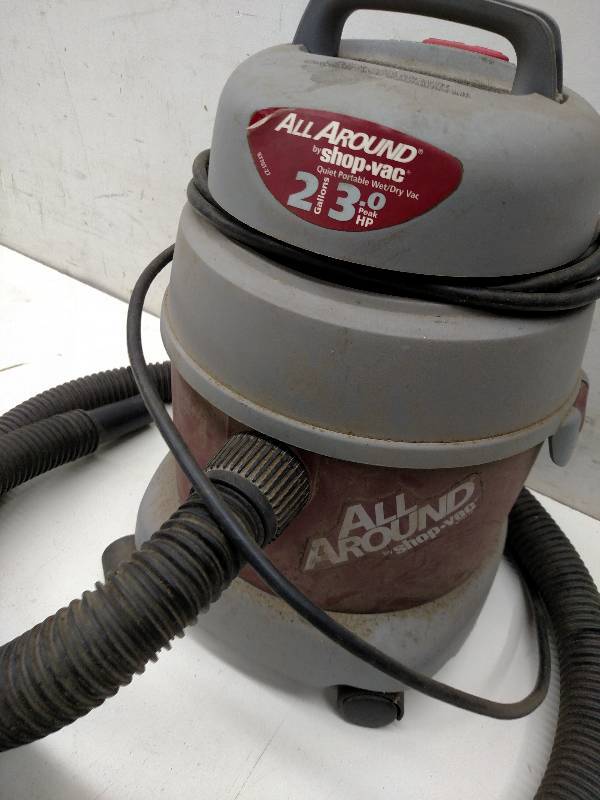 ALL AROUND®
by shop•vac®
Quiet Portable Wet/Dry Vac
2 Gallons 3.0 Peak HP
ALL
AROUND
by shop•vac